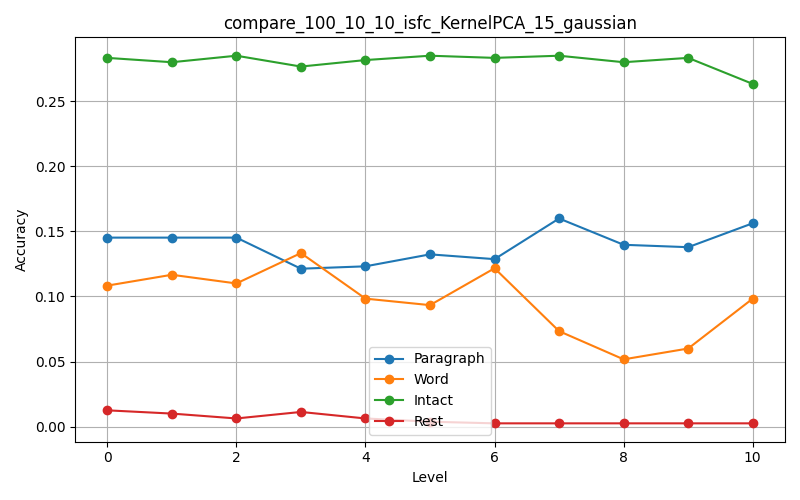 compare_100_10_10_isfc_KernelPCA_15_gaussian
Accuracy
0.25
0.20
0.15
0.10
0.05
0.00
Paragraph
Word
Intact
Rest
0 2 4 6 8 10
Level